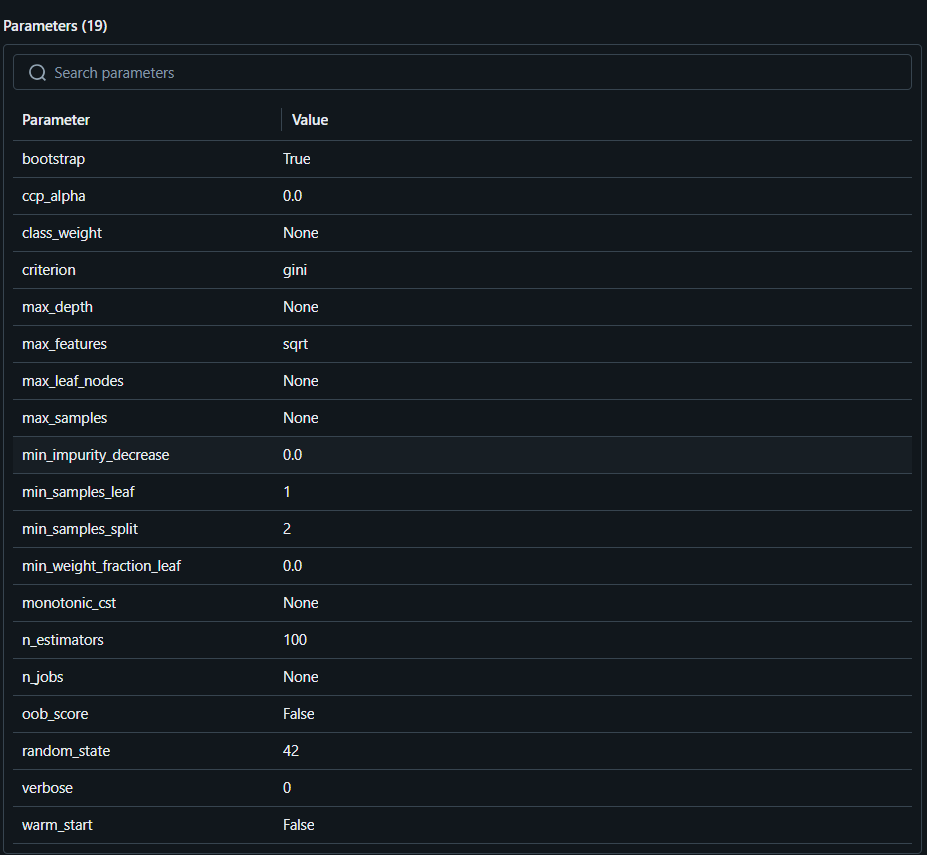 Parameters (19)
Search parameters
Parameter Value
bootstrap True
ccp_alpha 0.0
class_weight None
criterion gini
max_depth None
max_features sqrt
max_leaf_nodes None
max_samples None
min_impurity_decrease 0.0
min_samples_leaf 1
min_samples_split 2
min_weight_fraction_leaf 0.0
monotonic_cst None
n_estimators 100
n_jobs None
oob_score False
random_state 42
verbose 0
warm_start False